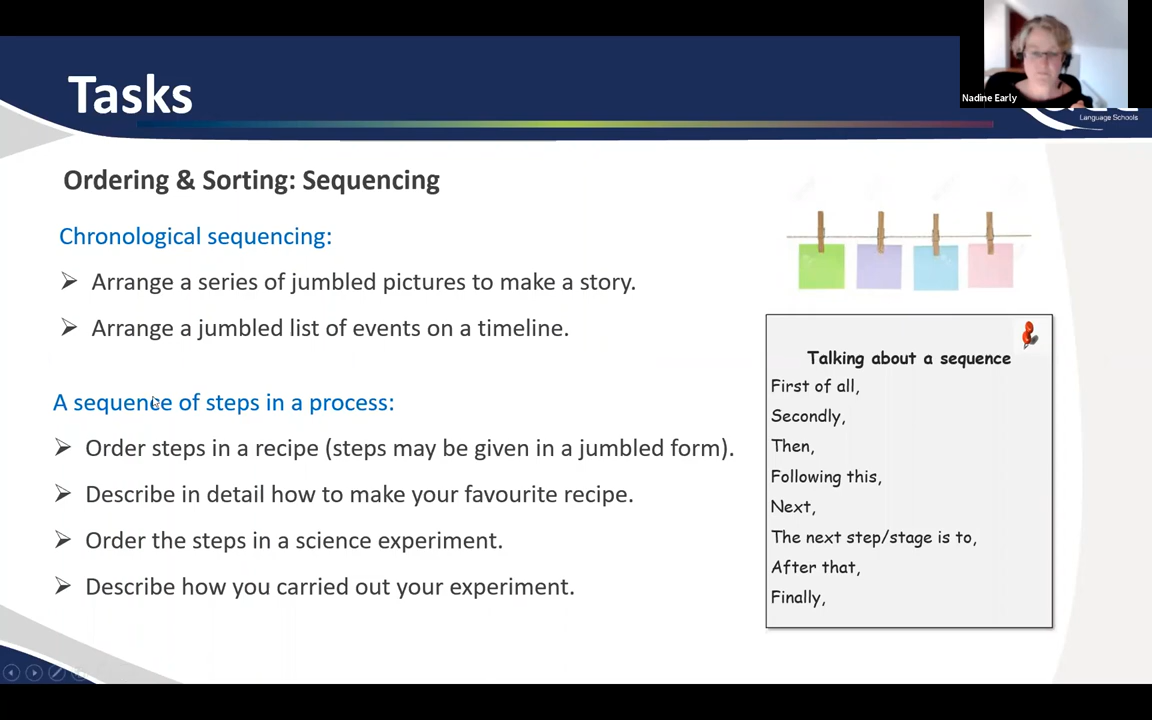 Tasks
Nadine Early
Language Schools
Ordering & Sorting: Sequencing
Chronological sequencing:
Arrange a series of jumbled pictures to make a story.
Arrange a jumbled list of events on a timeline.
A sequence of steps in a process:
Order steps in a recipe (steps may be given in a jumbled form).
Describe in detail how to make your favourite recipe.
Order the steps in a science experiment.
Describe how you carried out your experiment.
Talking about a sequence
First of all,
Secondly,
Then,
Following this,
Next,
The next step/stage is to,
After that,
Finally,